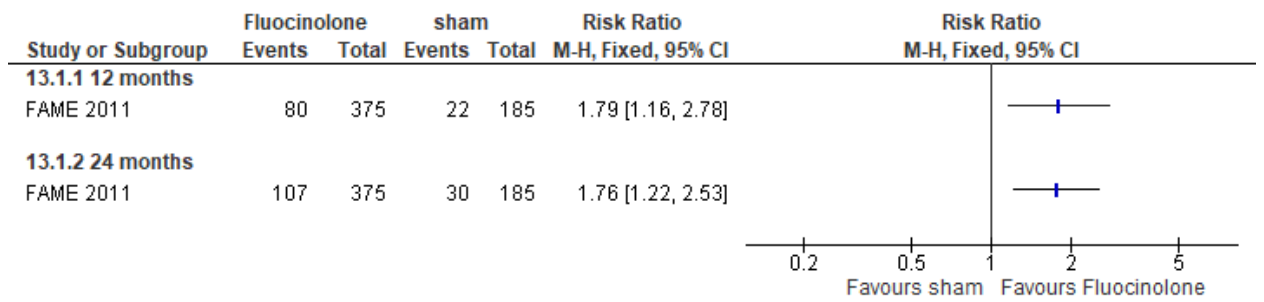 Fluocinolone sham Risk Ratio Risk Ratio
Study or Subgroup Events Total Events Total M-H, Fixed, 95% CI M-H, Fixed, 95% CI
13.1.1 12 months
FAME 2011 80 375 22 185 1.79 [1.16, 2.78]
13.1.2 24 months
FAME 2011 107 375 30 185 1.76 [1.22, 2.53]
0.2 0.5 1 2 5
Favours sham Favours Fluocinolone